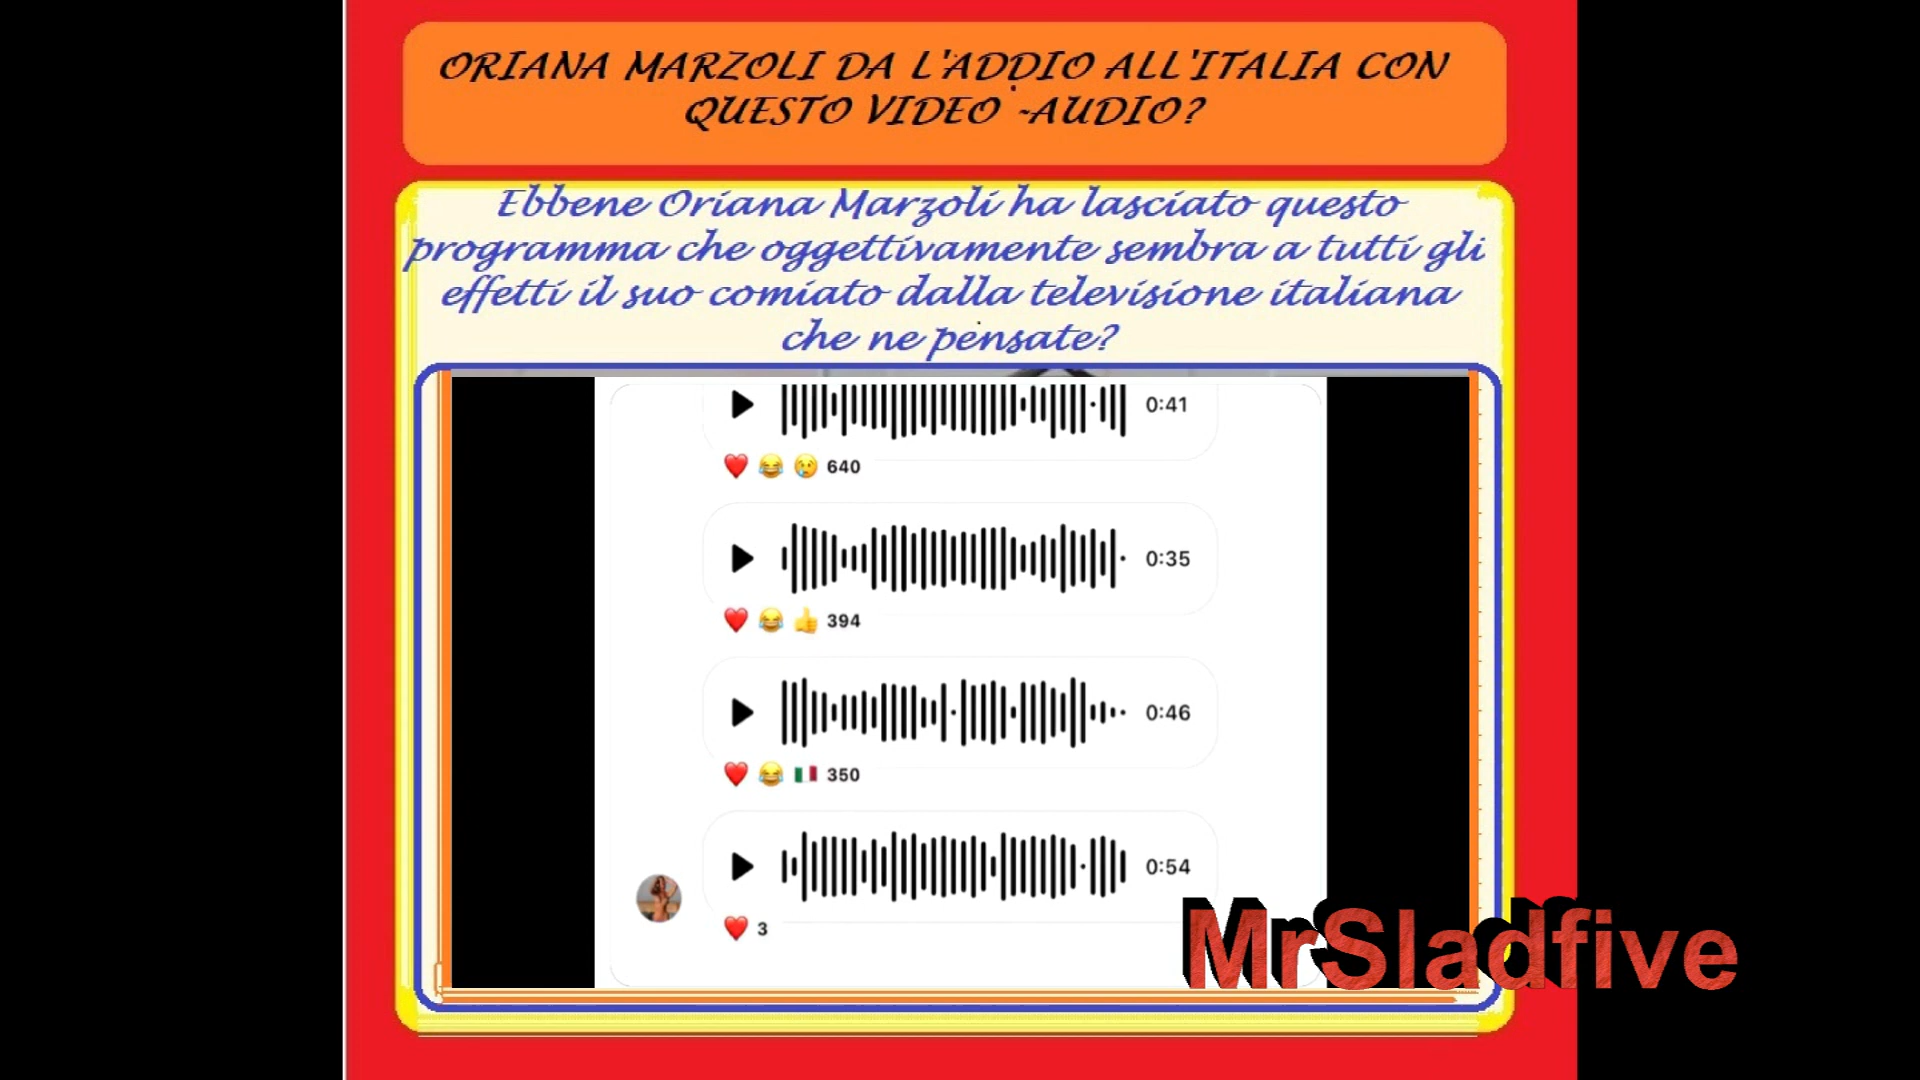 ORIANA MARZOLI DA L'ADDIO ALL'ITALIA CON
QUESTO VIDEO -AUDIO?
Ebbene Oriana Marzoli ha lasciato questo
programma che oggettivamente sembra a tutti gli
effetti il suo comiato dalla televisione italiana
che ne pensate?
0:41
640
0:35
394
0:46
350
0:54
3
MrSladfive